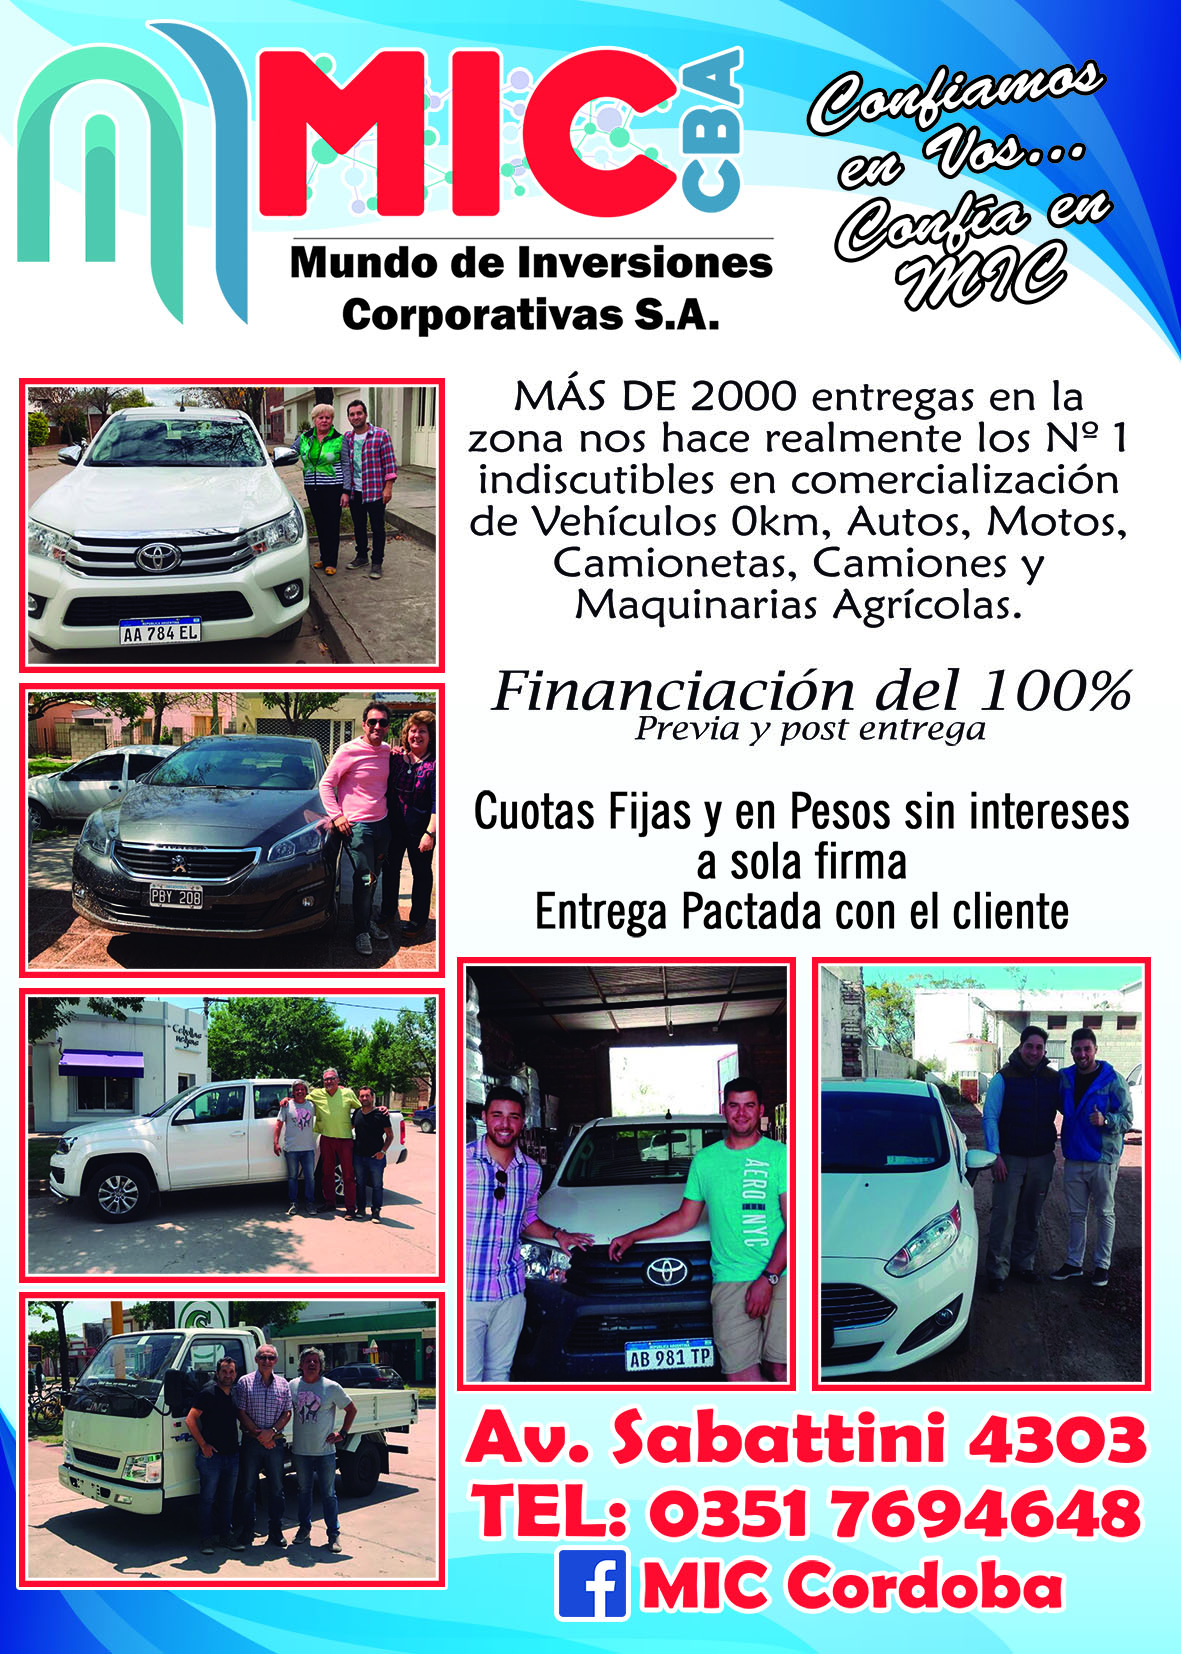 MIC CBA
Mundo de Inversiones
Corporativas S.A.
Confiamos
en Vos...
Confía en
MIC
MÁS DE 2000 entregas en la
zona nos hace realmente los Nº 1
indiscutibles en comercialización
de Vehículos 0km, Autos, Motos,
Camionetas, Camiones y
Maquinarias Agrícolas.
Financiación del 100%
Previa y post entrega
Cuotas Fijas y en Pesos sin intereses
a sola firma
Entrega Pactada con el cliente
REPUBLICA ARGENTINA
AA 784 EL
PBY 208
AERO
NYC
AB 981 TP
Av. Sabattini 4303
TEL: 0351 7694648
f MIC Cordoba